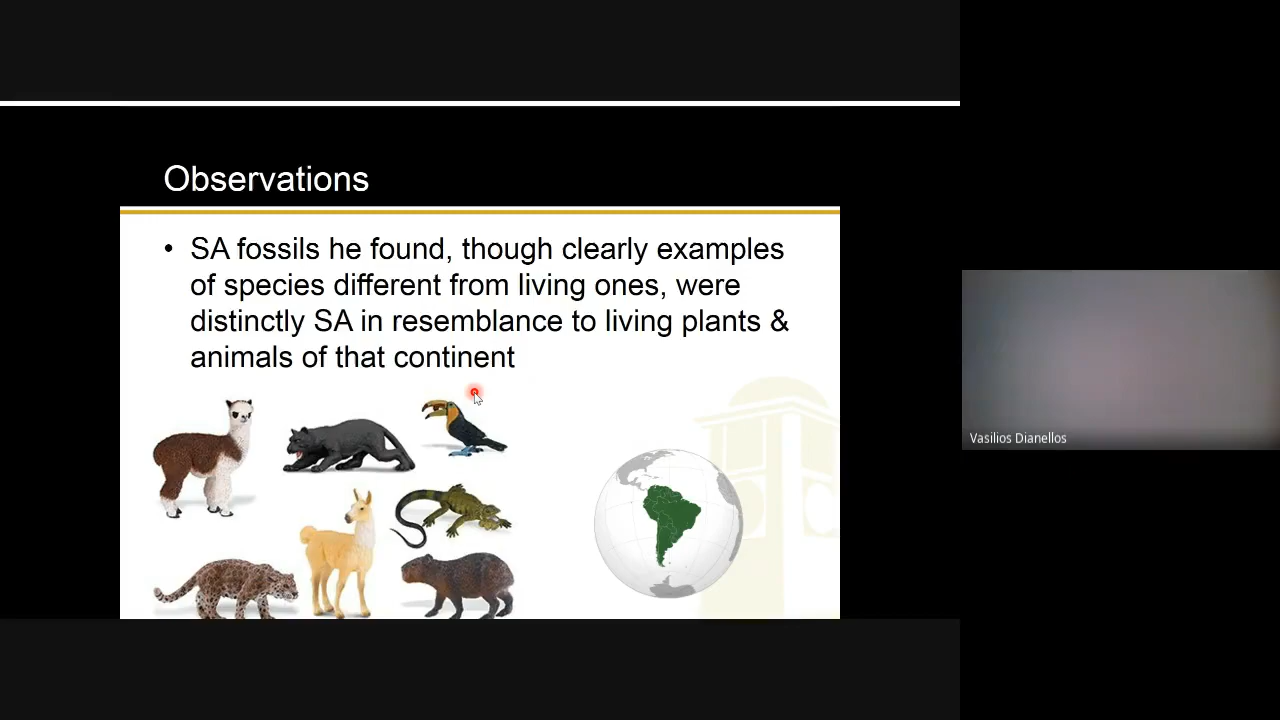 Observations
• SA fossils he found, though clearly examples
of species different from living ones, were
distinctly SA in resemblance to living plants &
animals of that continent
Vasilios Dianellos